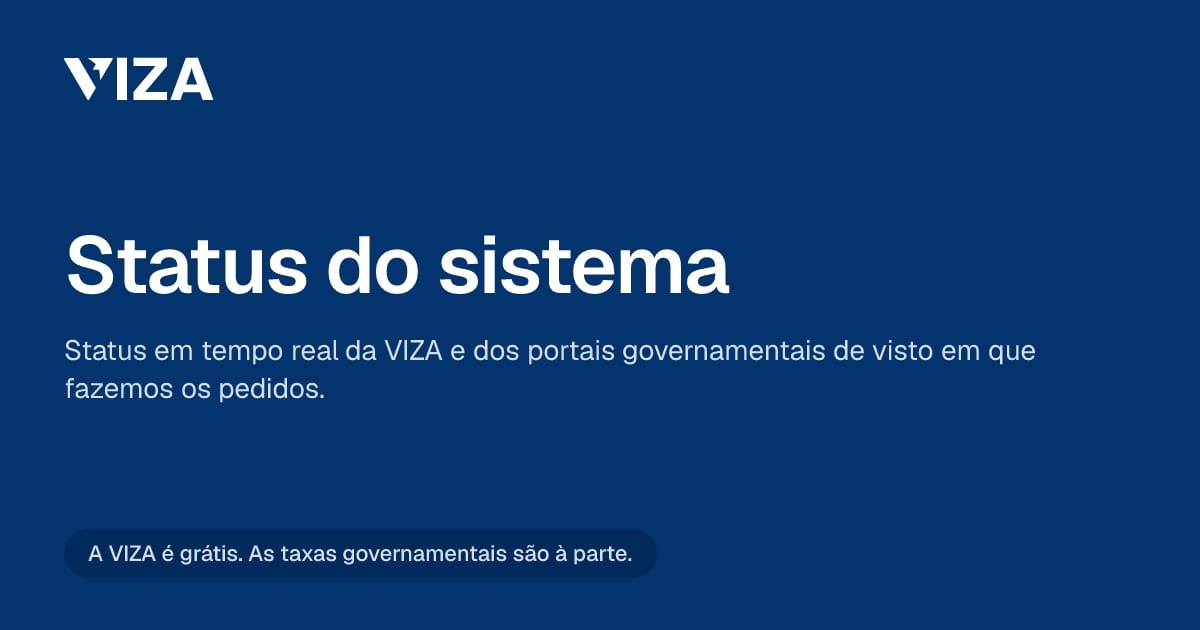 VIZA
Status do sistema
Status em tempo real da VIZA e dos portais governamentais de visto em que
fazemos os pedidos.
A VIZA é grátis. As taxas governamentais são à parte.